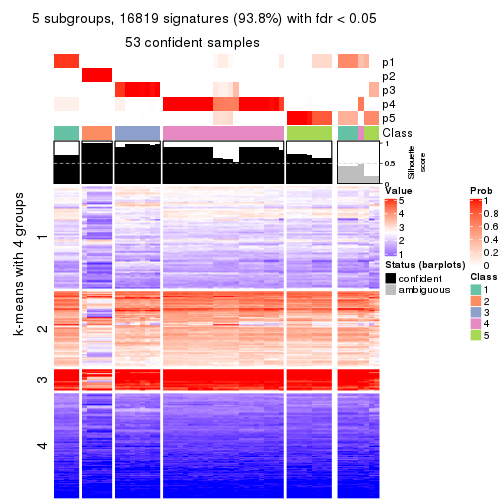 5 subgroups, 16819 signatures (93.8%) with fdr < 0.05
53 confident samples
p1
p2
p3
p4
p5
Class
1
0.5
0
Silhouette
score
k-means with 4 groups
1
2
3
4
Value
5
4
3
2
1
Status (barplots)
confident
ambiguous
Prob
1
0.8
0.6
0.4
0.2
0
Class
1
2
3
4
5